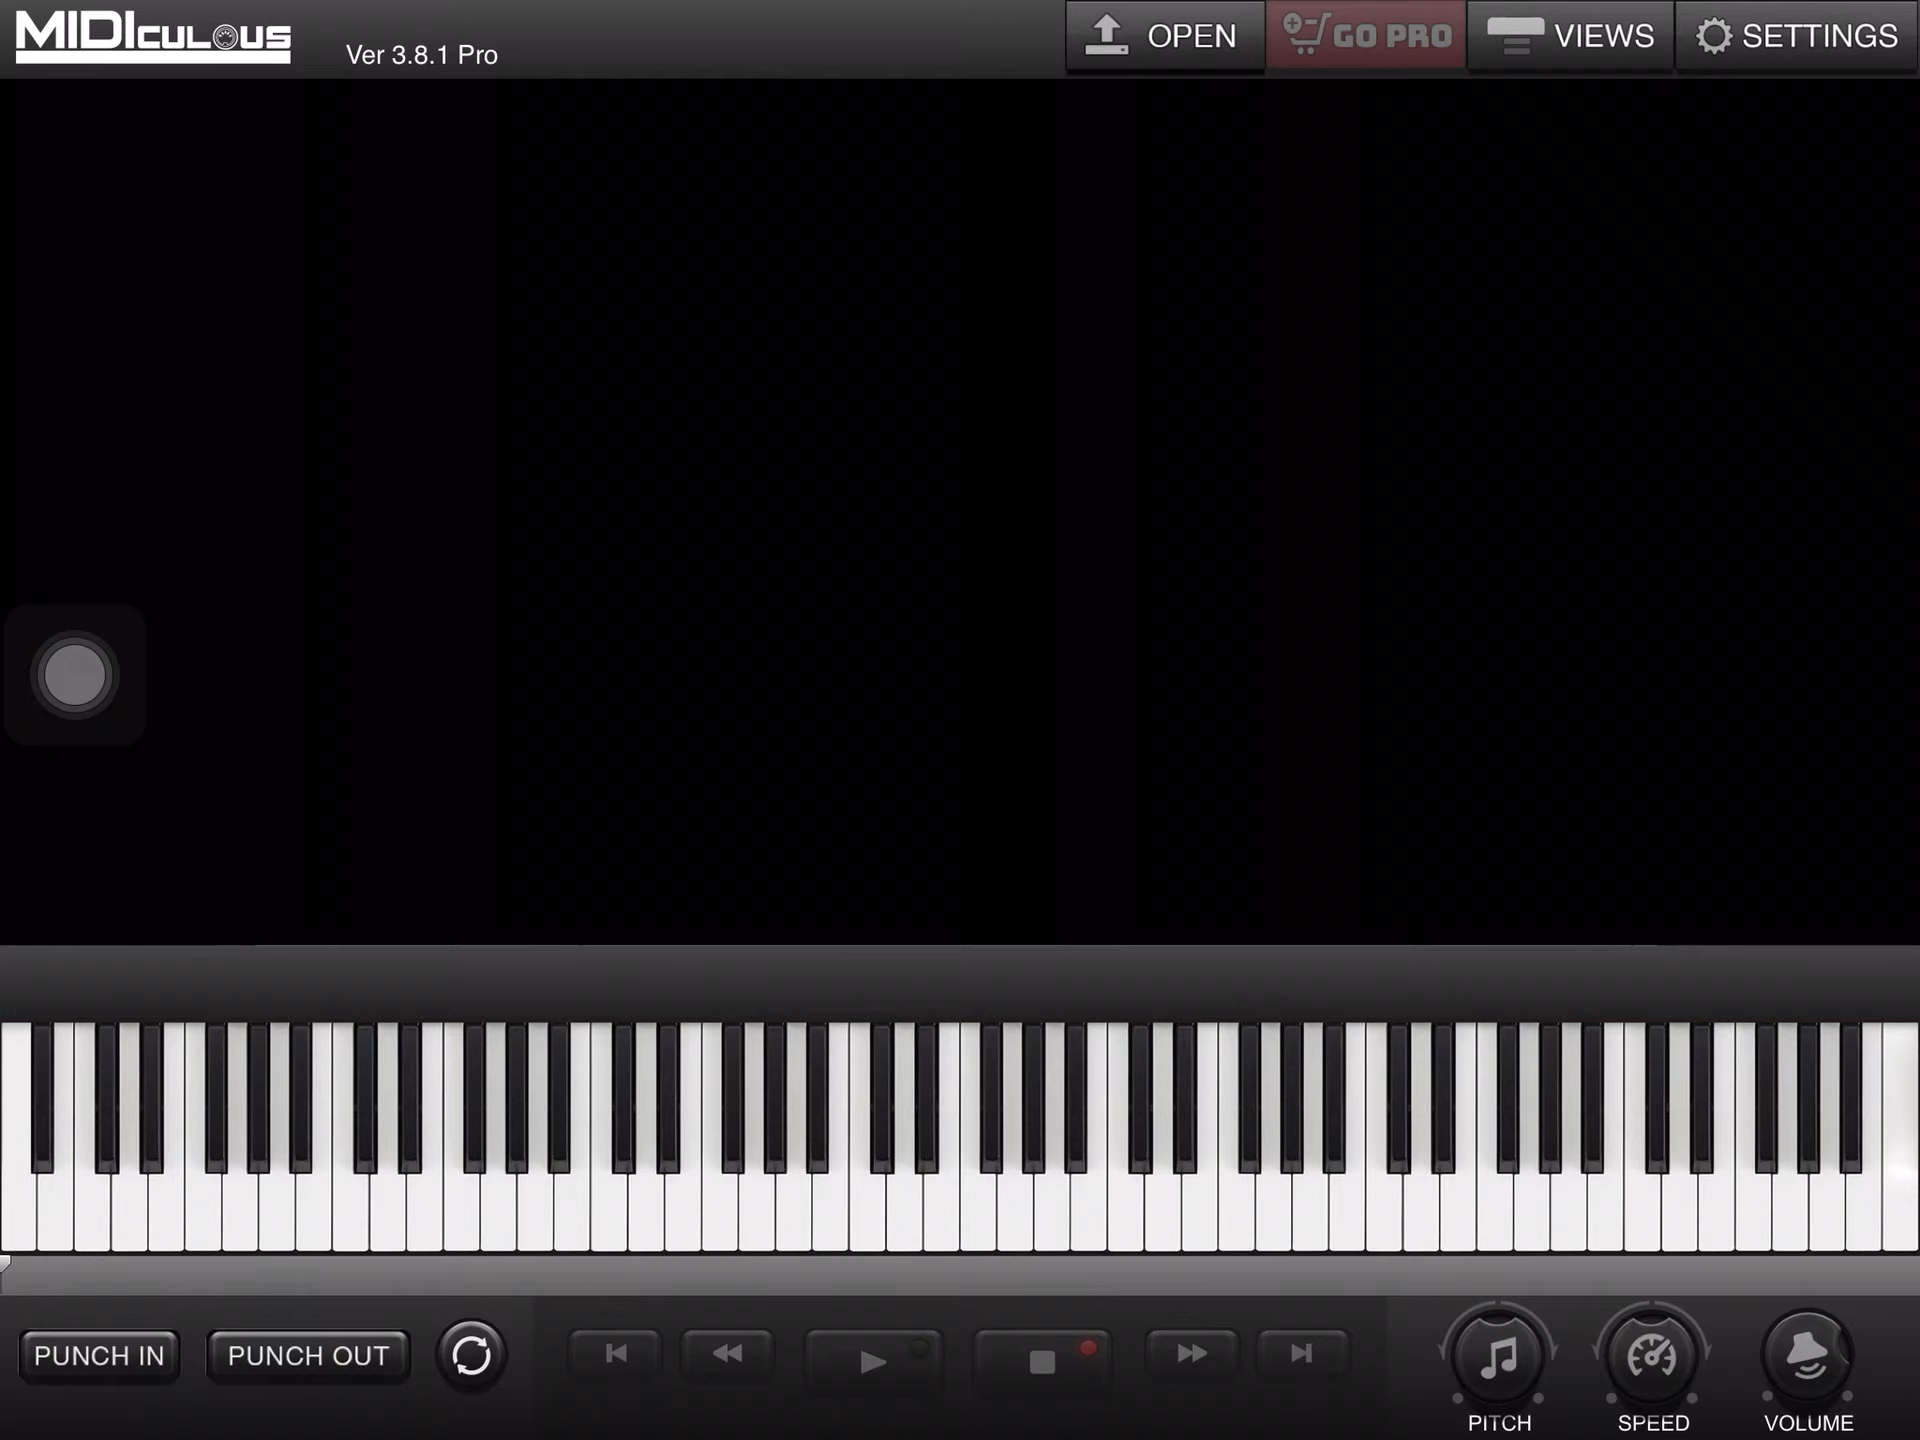 MIDIculous
Ver 3.8.1 Pro
OPEN
GO PRO
VIEWS
SETTINGS
PUNCH IN
PUNCH OUT
PITCH
SPEED
VOLUME